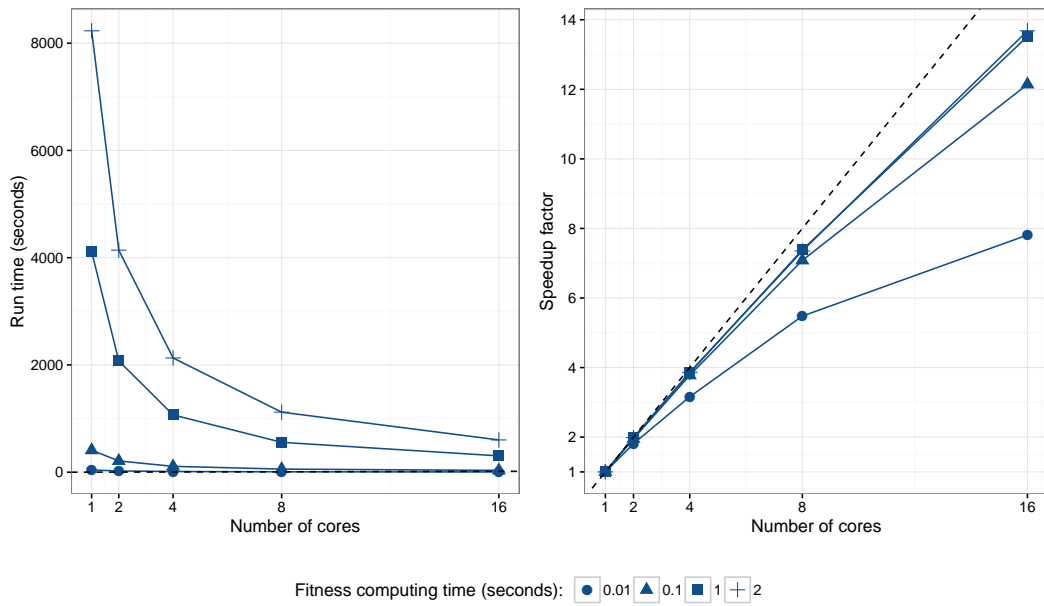 Run time (seconds)
8000
6000
4000
2000
0
1 2 4 8 16
Number of cores
Speedup factor
14
12
10
8
6
4
2
1
1 2 4 8 16
Number of cores
Fitness computing time (seconds): 0.01 0.1 1 2